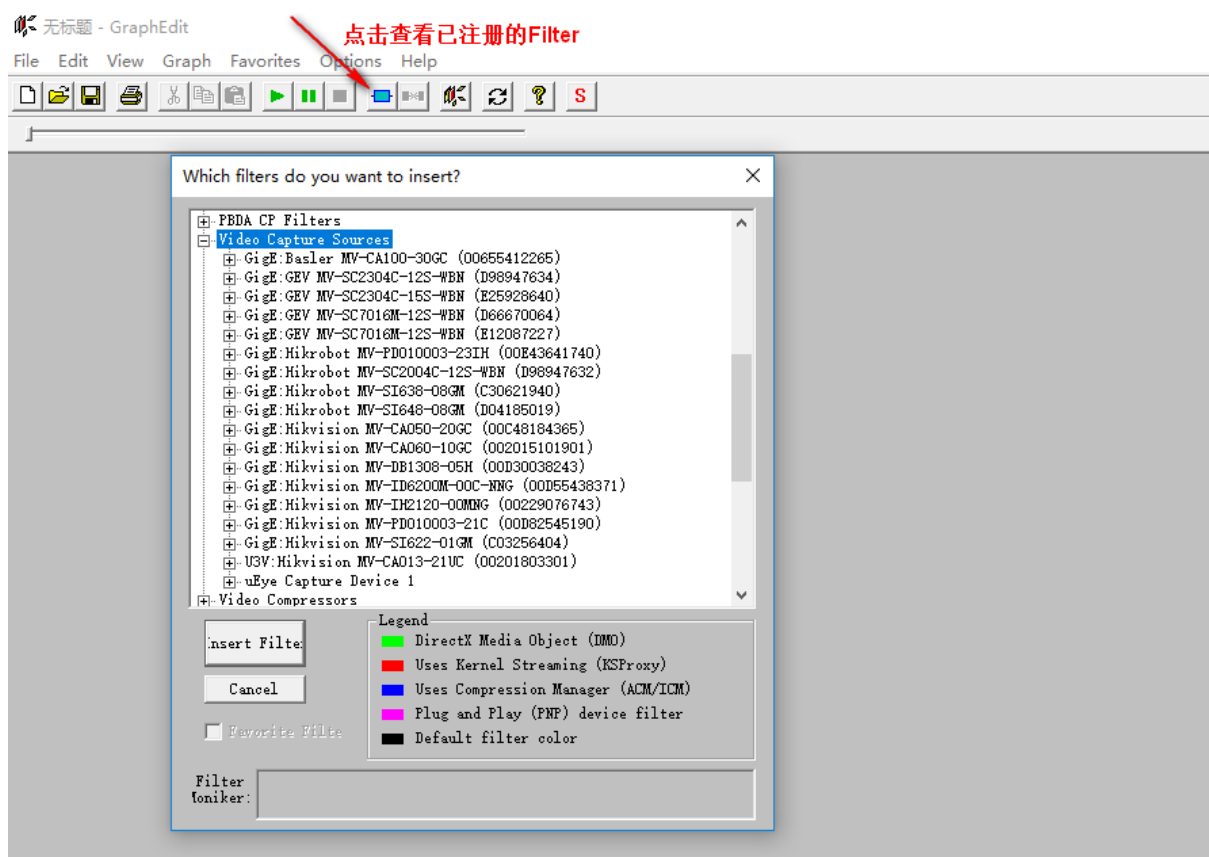 无标题 - GraphEdit
点击查看已注册的Filter
File Edit View Graph Favorites Options Help
S
Which filters do you want to insert?
PBDA CP Filters
Video Capture Sources
GigE:Basler MV-CA100-30GC (00655412265)
GigE:GEV MV-SC2304C-12S-WBN (D98947634)
GigE:GEV MV-SC2304C-15S-WBN (E25928640)
GigE:GEV MV-SC7016M-12S-WBN (D66670064)
GigE:GEV MV-SC7016M-12S-WBN (E12087227)
GigE:Hikrobot MV-PD010003-23IH (00E43641740)
GigE:Hikrobot MV-SC2004C-12S-WBN (D98947632)
GigE:Hikrobot MV-SI638-08GM (C30621940)
GigE:Hikrobot MV-SI648-08GM (D04185019)
GigE:Hikvision MV-CA050-20GC (00C48184365)
GigE:Hikvision MV-CA060-10GC (002015101901)
GigE:Hikvision MV-DB1308-05H (00D30038243)
GigE:Hikvision MV-ID6200M-00C-NNG (00D55438371)
GigE:Hikvision MV-IH2120-00MNG (00229076743)
GigE:Hikvision MV-PD010003-21C (00D82545190)
GigE:Hikvision MV-SI622-01GM (C03256404)
U3V:Hikvision MV-CA013-21UC (00201803301)
uEye Capture Device 1
Video Compressors
Legend
nsert Filte
DirectX Media Object (DMO)
Uses Kernel Streaming (KSProxy)
Cancel
Uses Compression Manager (ACM/ICM)
Plug and Play (PNP) device filter
Favorite Filte
Default filter color
Filter
Moniker: